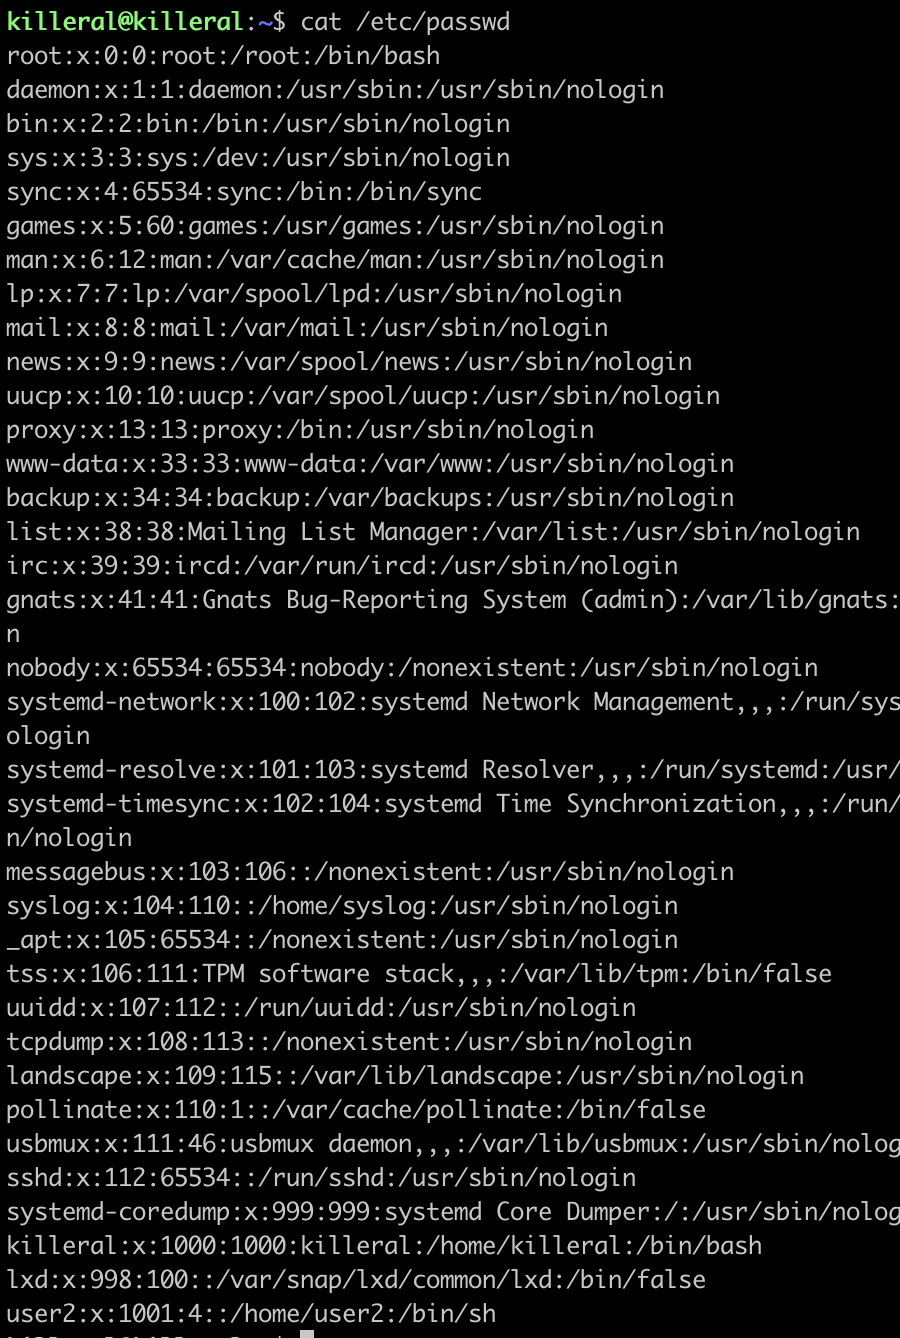 killeral@killeral:~$ cat /etc/passwd
root:x:0:0:root:/root:/bin/bash
daemon:x:1:1:daemon:/usr/sbin:/usr/sbin/nologin
bin:x:2:2:bin:/bin:/usr/sbin/nologin
sys:x:3:3:sys:/dev:/usr/sbin/nologin
sync:x:4:65534:sync:/bin:/bin/sync
games:x:5:60:games:/usr/games:/usr/sbin/nologin
man:x:6:12:man:/var/cache/man:/usr/sbin/nologin
lp:x:7:7:lp:/var/spool/lpd:/usr/sbin/nologin
mail:x:8:8:mail:/var/mail:/usr/sbin/nologin
news:x:9:9:news:/var/spool/news:/usr/sbin/nologin
uucp:x:10:10:uucp:/var/spool/uucp:/usr/sbin/nologin
proxy:x:13:13:proxy:/bin:/usr/sbin/nologin
www-data:x:33:33:www-data:/var/www:/usr/sbin/nologin
backup:x:34:34:backup:/var/backups:/usr/sbin/nologin
list:x:38:38:Mailing List Manager:/var/list:/usr/sbin/nologin
irc:x:39:39:ircd:/var/run/ircd:/usr/sbin/nologin
gnats:x:41:41:Gnats Bug-Reporting System (admin):/var/lib/gnats:
n
nobody:x:65534:65534:nobody:/nonexistent:/usr/sbin/nologin
systemd-network:x:100:102:systemd Network Management,,,:/run/sys
ologin
systemd-resolve:x:101:103:systemd Resolver,,,:/run/systemd:/usr/
systemd-timesync:x:102:104:systemd Time Synchronization,,,:/run/
n/nologin
messagebus:x:103:106::/nonexistent:/usr/sbin/nologin
syslog:x:104:110::/home/syslog:/usr/sbin/nologin
_apt:x:105:65534::/nonexistent:/usr/sbin/nologin
tss:x:106:111:TPM software stack,,,:/var/lib/tpm:/bin/false
uuidd:x:107:112::/run/uuidd:/usr/sbin/nologin
tcpdump:x:108:113::/nonexistent:/usr/sbin/nologin
landscape:x:109:115::/var/lib/landscape:/usr/sbin/nologin
pollinate:x:110:1::/var/cache/pollinate:/bin/false
usbmux:x:111:46:usbmux daemon,,,:/var/lib/usbmux:/usr/sbin/nolog
sshd:x:112:65534::/run/sshd:/usr/sbin/nologin
systemd-coredump:x:999:999:systemd Core Dumper:/:/usr/sbin/nolog
killeral:x:1000:1000:killeral:/home/killeral:/bin/bash
lxd:x:998:100::/var/snap/lxd/common/lxd:/bin/false
user2:x:1001:4::/home/user2:/bin/sh